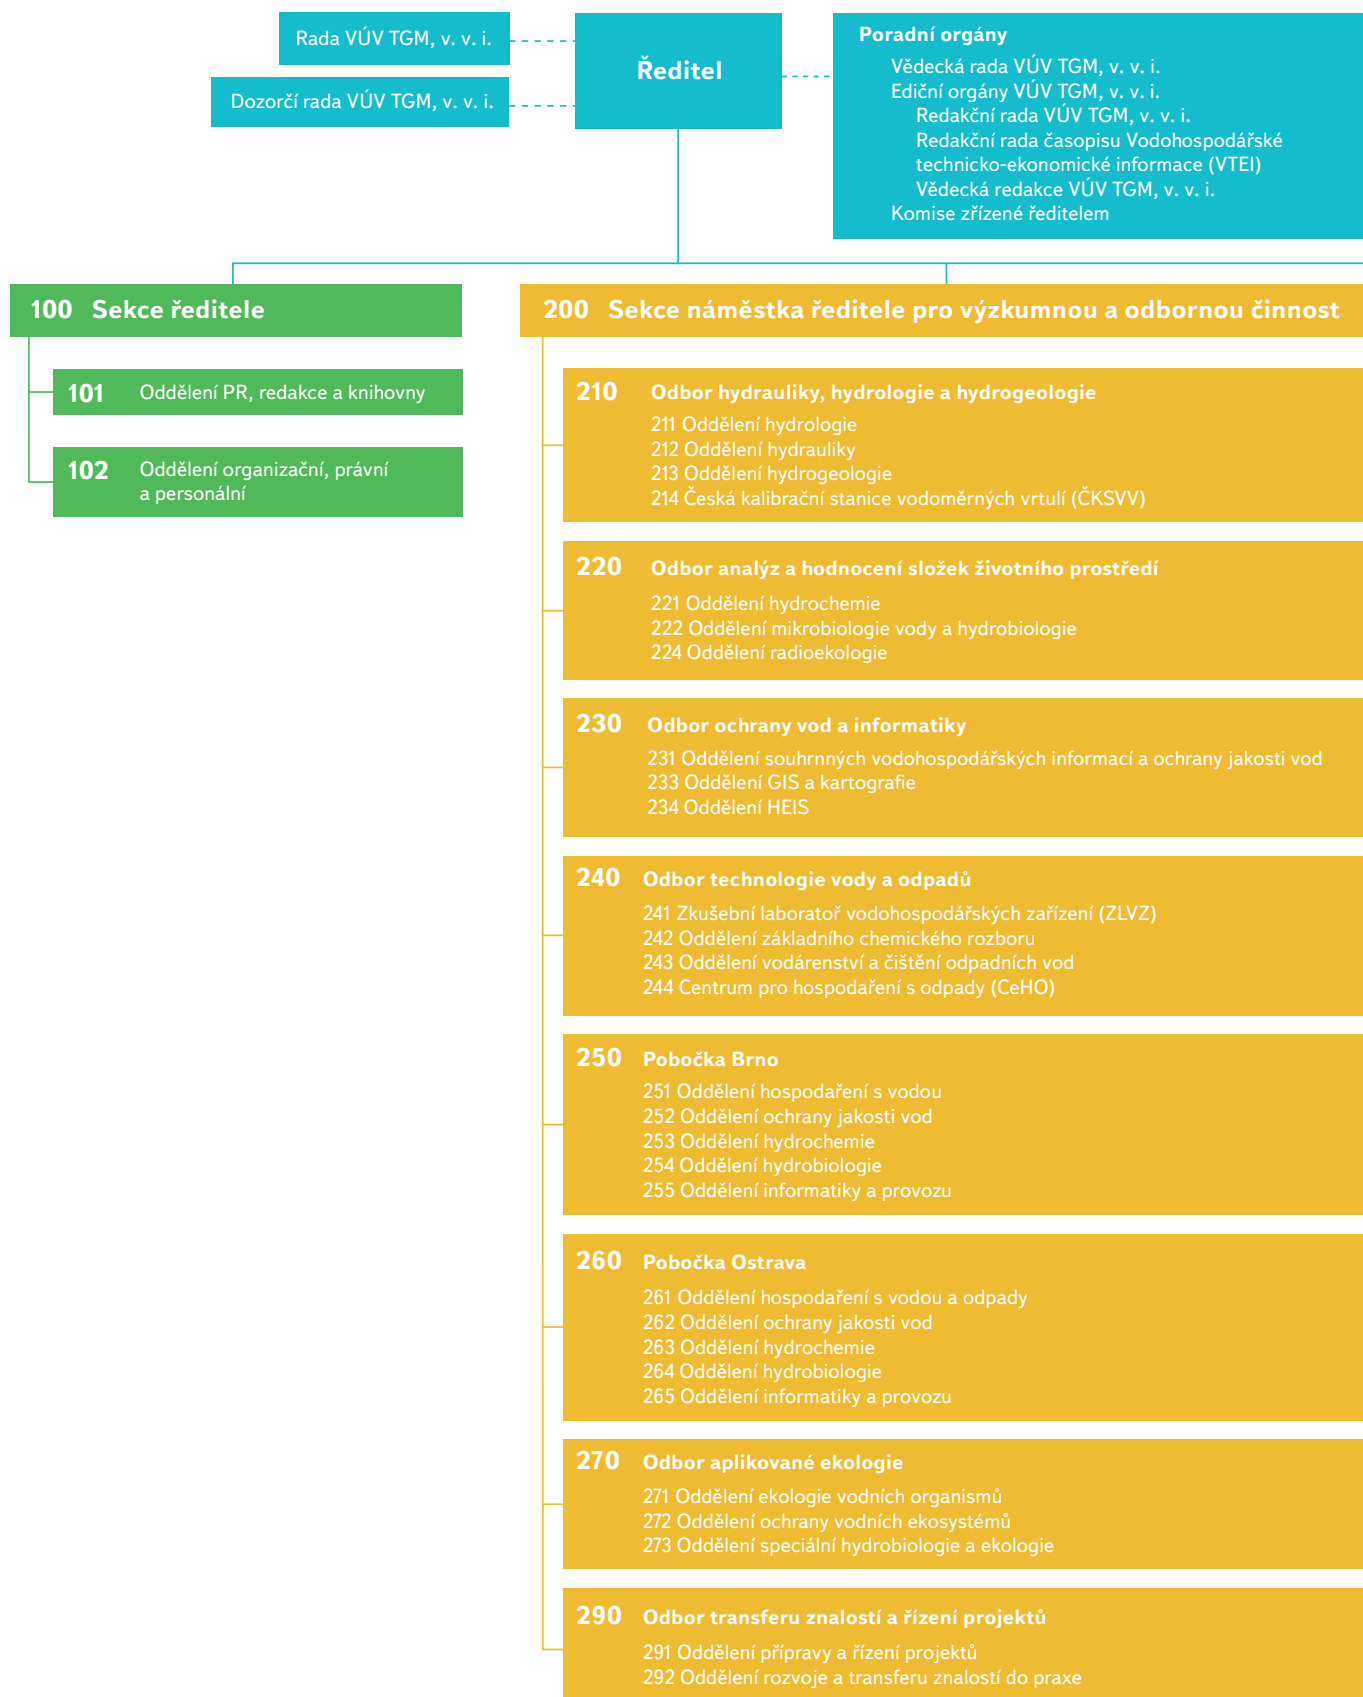 Rada VÚV TGM, v. v. i.
Dozorčí rada VÚV TGM, v. v. i.
Ředitel
Poradní orgány
Vědecká rada VÚV TGM, v. v. i.
Ediční orgány VÚV TGM, v. v. i.
Redakční rada VÚV TGM, v. v. i.
Redakční rada časopisu Vodohospodářské
technicko-ekonomické informace (VTEI)
Vědecká redakce VÚV TGM, v. v. i.
Komise zřízené ředitelem
100 Sekce ředitele
101 Oddělení PR, redakce a knihovny
102 Oddělení organizační, právní
a personální
200 Sekce náměstka ředitele pro výzkumnou a odbornou činnost
210 Odbor hydrauliky, hydrologie a hydrogeologie
211 Oddělení hydrologie
212 Oddělení hydrauliky
213 Oddělení hydrogeologie
214 Česká kalibrační stanice vodoměrných vrtulí (ČKSVV)
220 Odbor analýz a hodnocení složek životního prostředí
221 Oddělení hydrochemie
222 Oddělení mikrobiologie vody a hydrobiologie
224 Oddělení radioekologie
230 Odbor ochrany vod a informatiky
231 Oddělení souhrnných vodohospodářských informací a ochrany jakosti vod
233 Oddělení GIS a kartografie
234 Oddělení HEIS
240 Odbor technologie vody a odpadů
241 Zkušební laboratoř vodohospodářských zařízení (ZLVZ)
242 Oddělení základního chemického rozboru
243 Oddělení vodárenství a čištění odpadních vod
244 Centrum pro hospodaření s odpady (CeHO)
250 Pobočka Brno
251 Oddělení hospodaření s vodou
252 Oddělení ochrany jakosti vod
253 Oddělení hydrochemie
254 Oddělení hydrobiologie
255 Oddělení informatiky a provozu
260 Pobočka Ostrava
261 Oddělení hospodaření s vodou a odpady
262 Oddělení ochrany jakosti vod
263 Oddělení hydrochemie
264 Oddělení hydrobiologie
265 Oddělení informatiky a provozu
270 Odbor aplikované ekologie
271 Oddělení ekologie vodních organismů
272 Oddělení ochrany vodních ekosystémů
273 Oddělení speciální hydrobiologie a ekologie
290 Odbor transferu znalostí a řízení projektů
291 Oddělení přípravy a řízení projektů
292 Oddělení rozvoje a transferu znalostí do praxe